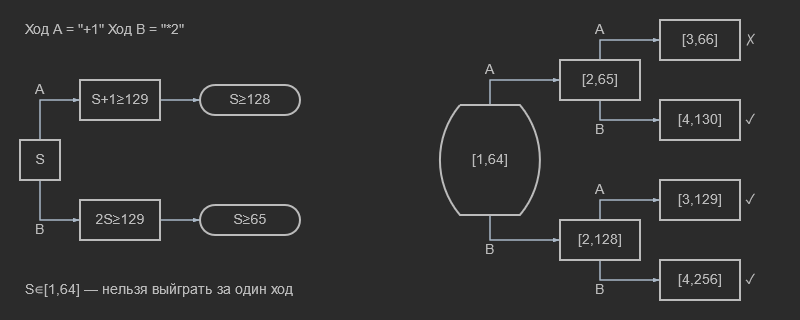 Ход A = "+1" Ход B = "*2"
A
S+1≥129
S≥128
S
2S≥129
S≥65
B
S∈[1,64] — нельзя выйграть за один ход
A
[3,66] ✗
A
[2,65]
B
[4,130] ✓
[1,64]
A
[3,129] ✓
B
[2,128]
B
[4,256] ✓